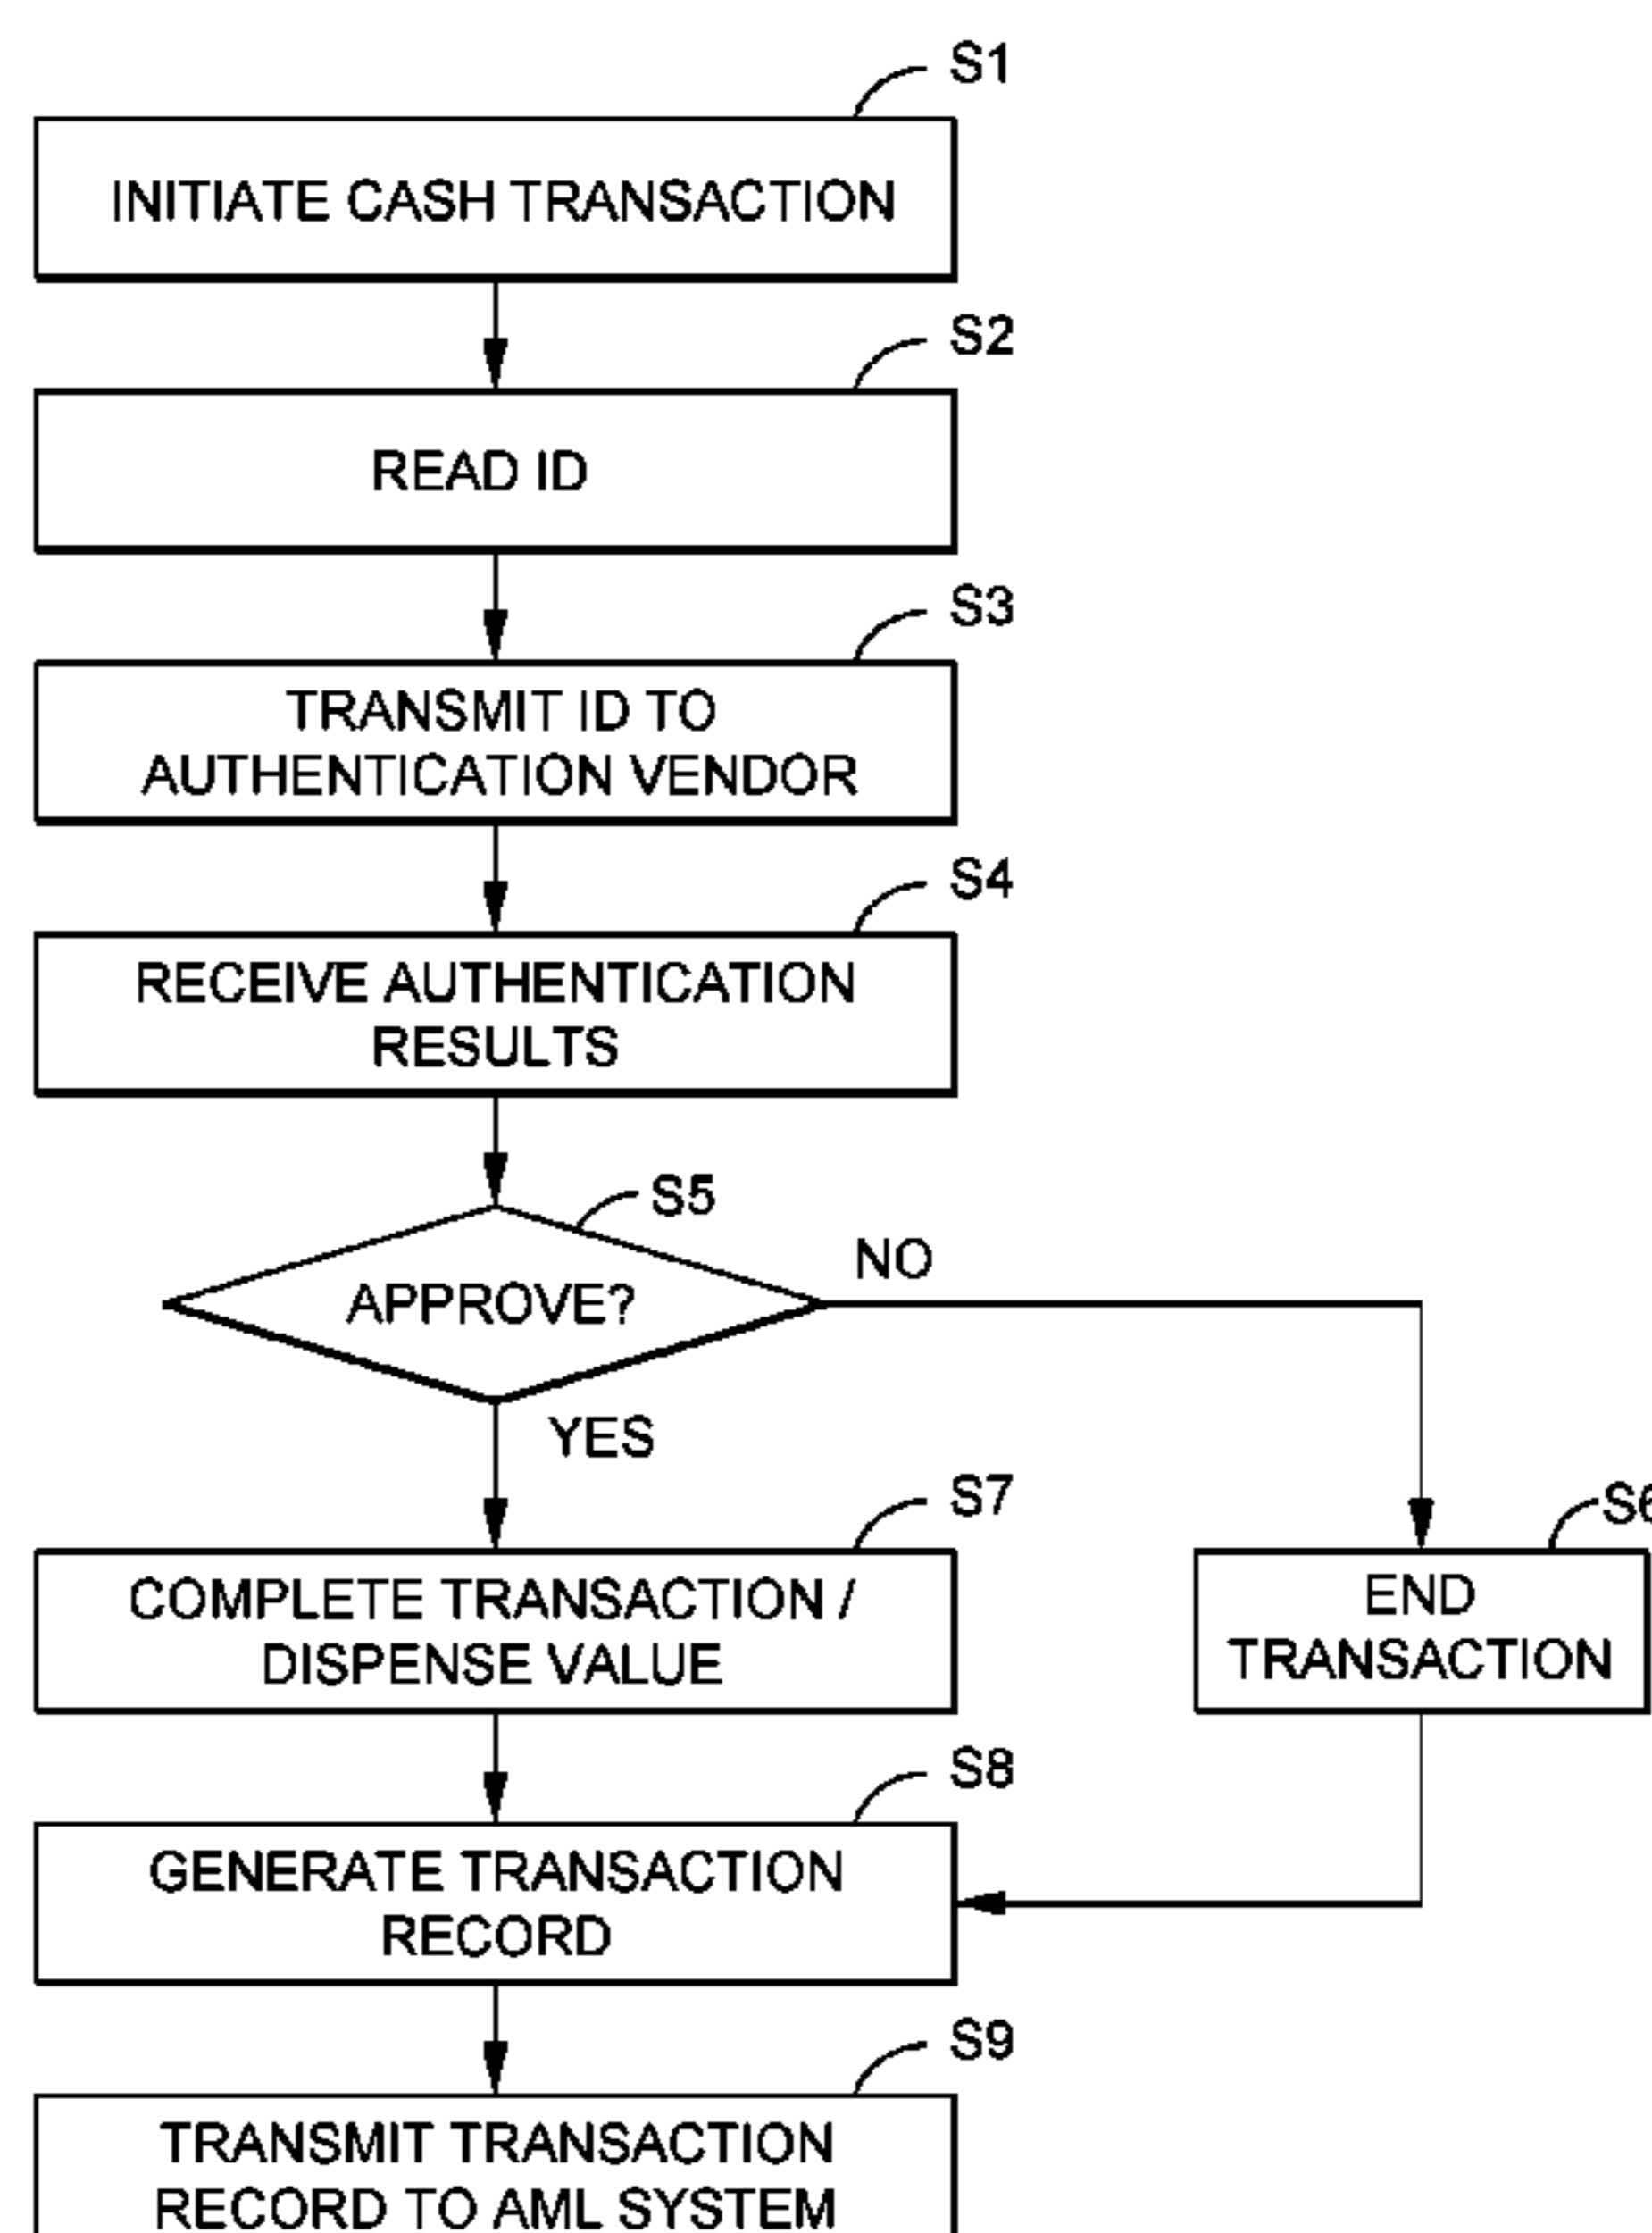 S1
INITIATE CASH TRANSACTION
S2
READ ID
S3
TRANSMIT ID TO
AUTHENTICATION VENDOR
S4
RECEIVE AUTHENTICATION
RESULTS
S5
APPROVE?
NO
YES
S7
COMPLETE TRANSACTION /
DISPENSE VALUE
S6
END
TRANSACTION
S8
GENERATE TRANSACTION
RECORD
S9
TRANSMIT TRANSACTION
RECORD TO AML SYSTEM